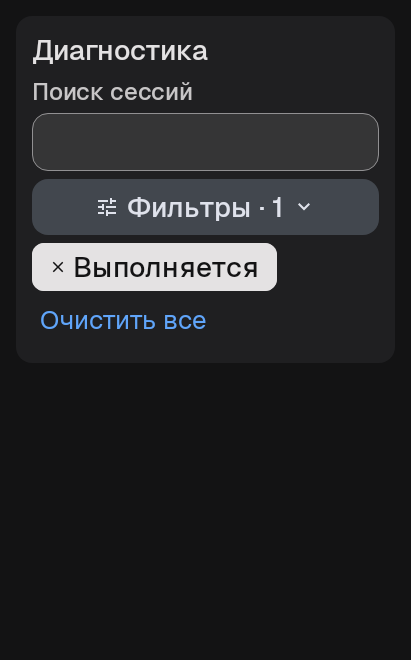 Диагностика
Поиск сессий
Фильтры · 1
× Выполняется
Очистить все